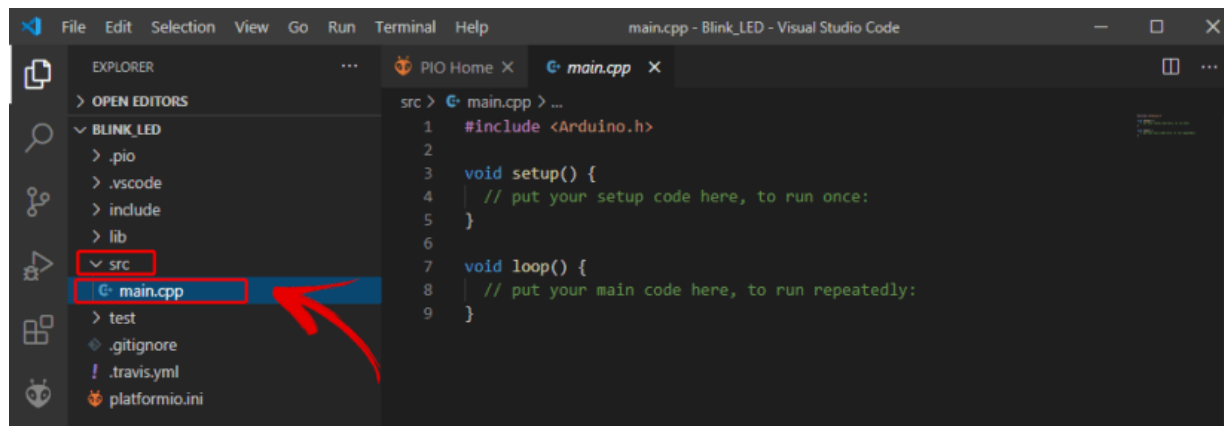 File Edit Selection View Go Run Terminal Help main.cpp - Blink_LED - Visual Studio Code
EXPLORER
OPEN EDITORS
BLINK_LED
.pio
.vscode
include
lib
src
main.cpp
test
.gitignore
.travis.yml
platformio.ini
PIO Home main.cpp
src > main.cpp > ...
1 #include <Arduino.h>
2
3 void setup() {
4 // put your setup code here, to run once:
5 }
6
7 void loop() {
8 // put your main code here, to run repeatedly:
9 }